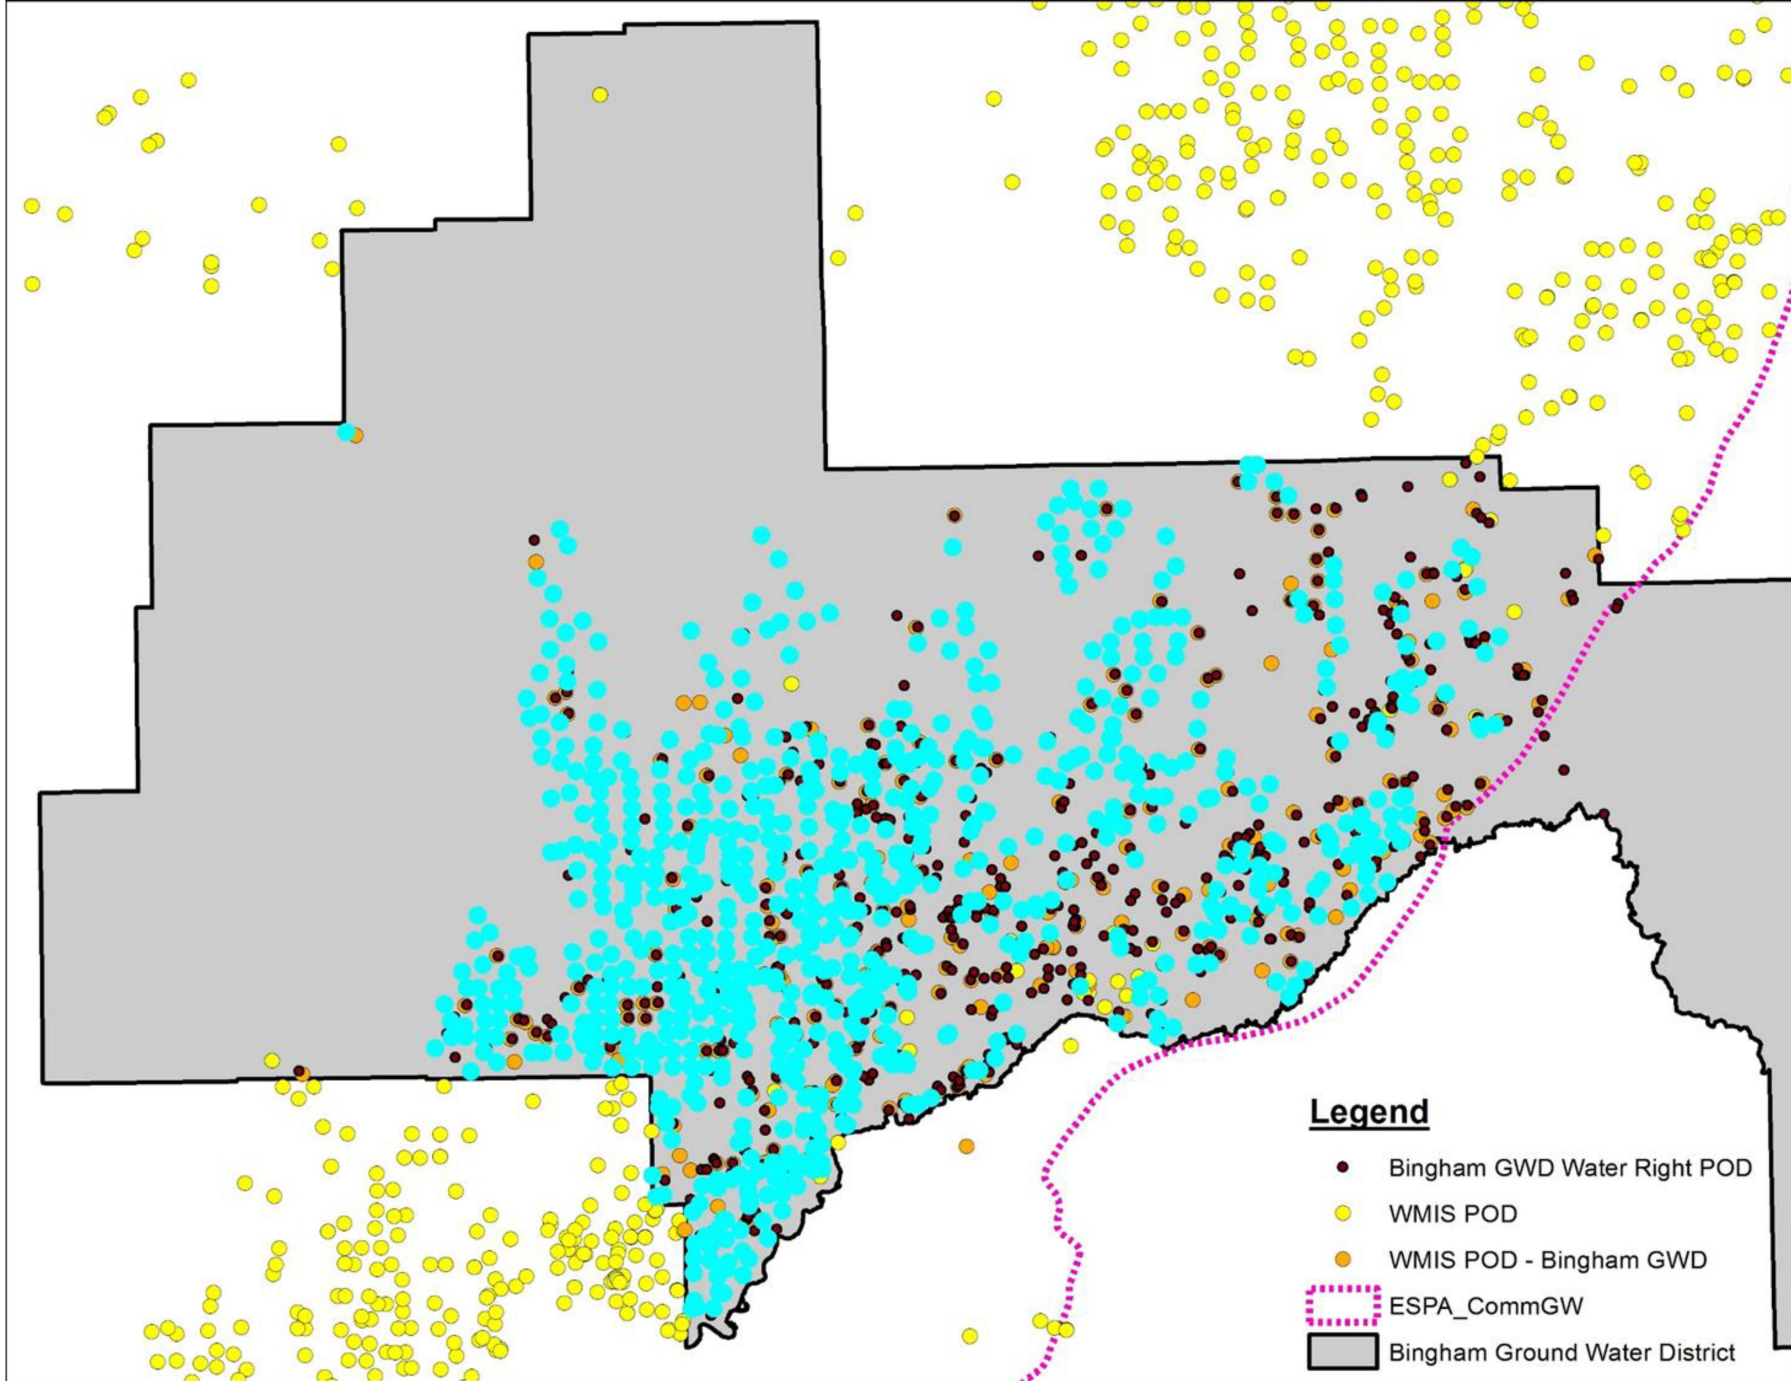 Legend
Bingham GWD Water Right POD
WMIS POD
WMIS POD - Bingham GWD
ESPA_CommGW
Bingham Ground Water District